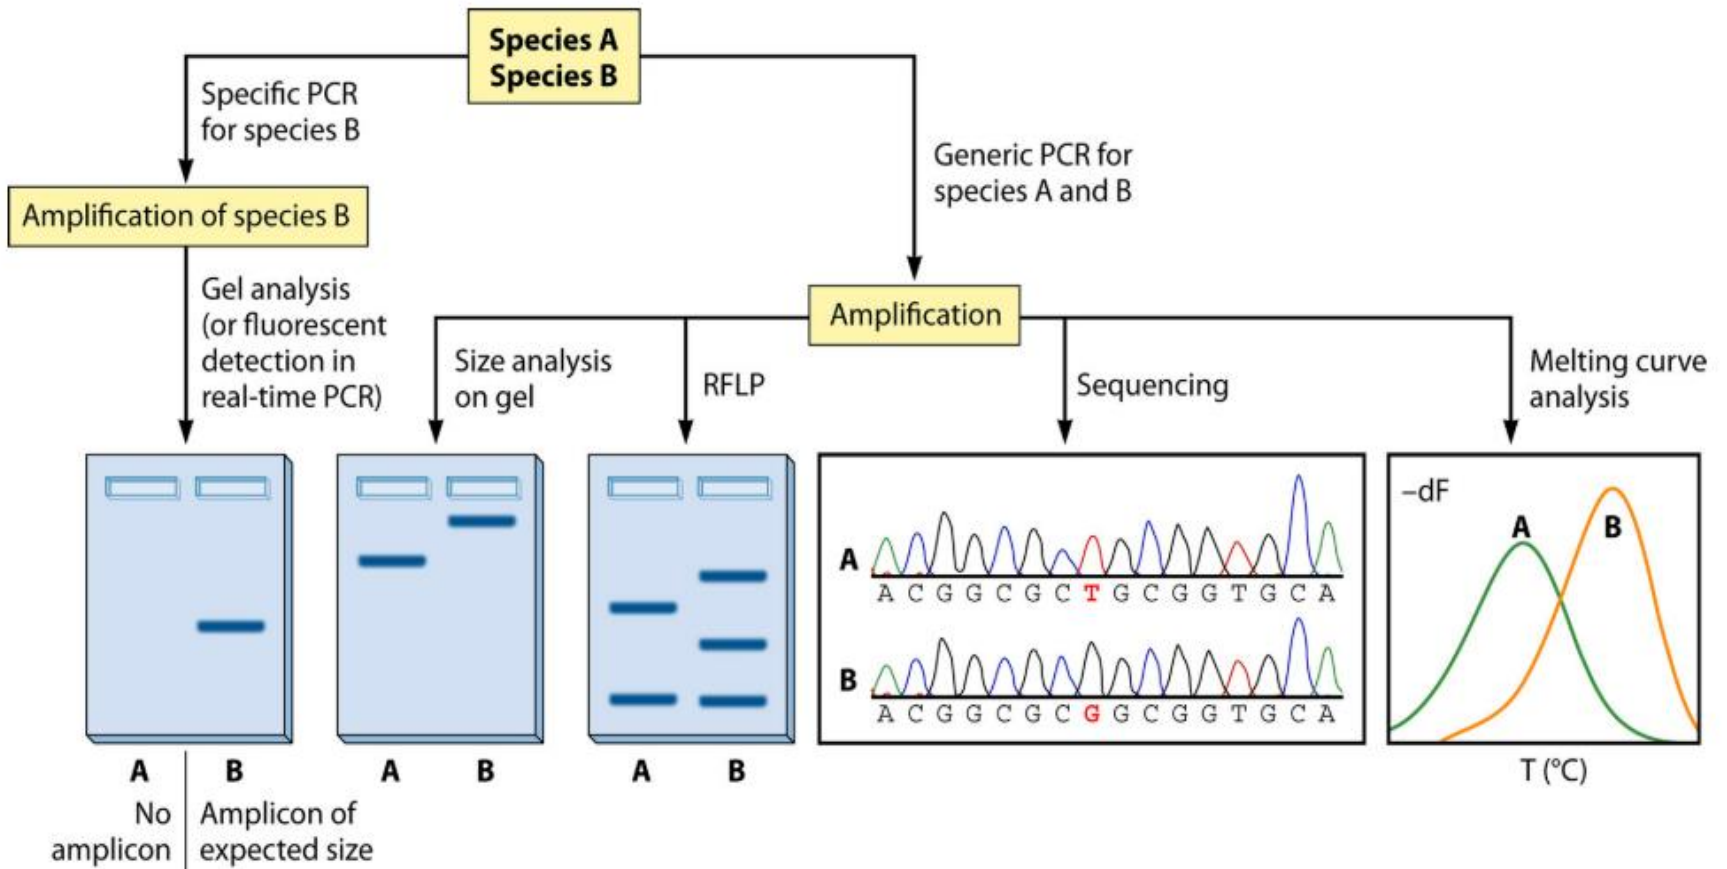 Species A
Species B
Specific PCR
for species B
Generic PCR for
species A and B
Amplification of species B
Amplification
Gel analysis
(or fluorescent
detection in
real-time PCR)
Size analysis
on gel
RFLP
Sequencing
Melting curve
analysis
A
A C G G C G C T G C G G T G C A
B
A C G G C G C G G C G G T G C A
–dF
A
B
T (°C)
A B
No
amplicon
Amplicon of
expected size
A B
A B